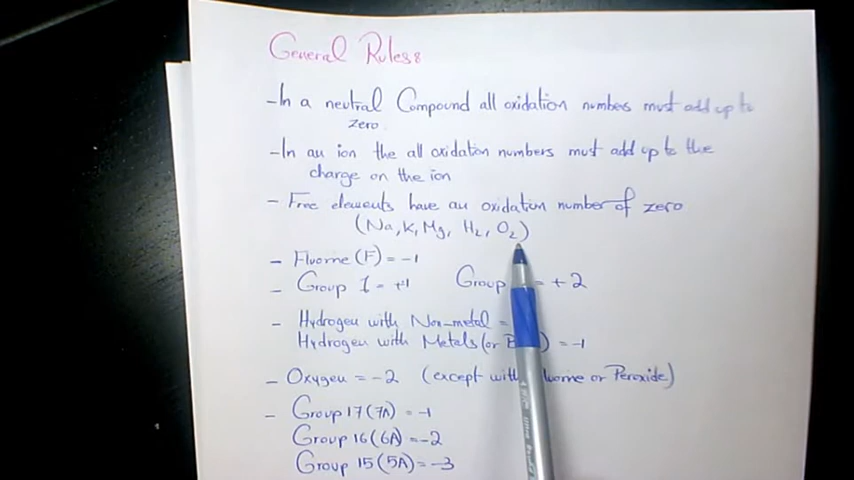 General Rules:
-In a neutral Compound all oxidation numbers must add up to
zero
-In an ion the all oxidation numbers must add up to the
charge on the ion
- Free elements have an oxidation number of zero
(Na, K, Mg, H2, O2)
- Fluorine (F) = -1
- Group I = +1 Group = +2
- Hydrogen with Non-metal =
Hydrogen with Metals (or ) = -1
- Oxygen = -2 (except with or Peroxide)
- Group 17 (7A) = -1
Group 16 (6A) = -2
Group 15 (5A) = -3